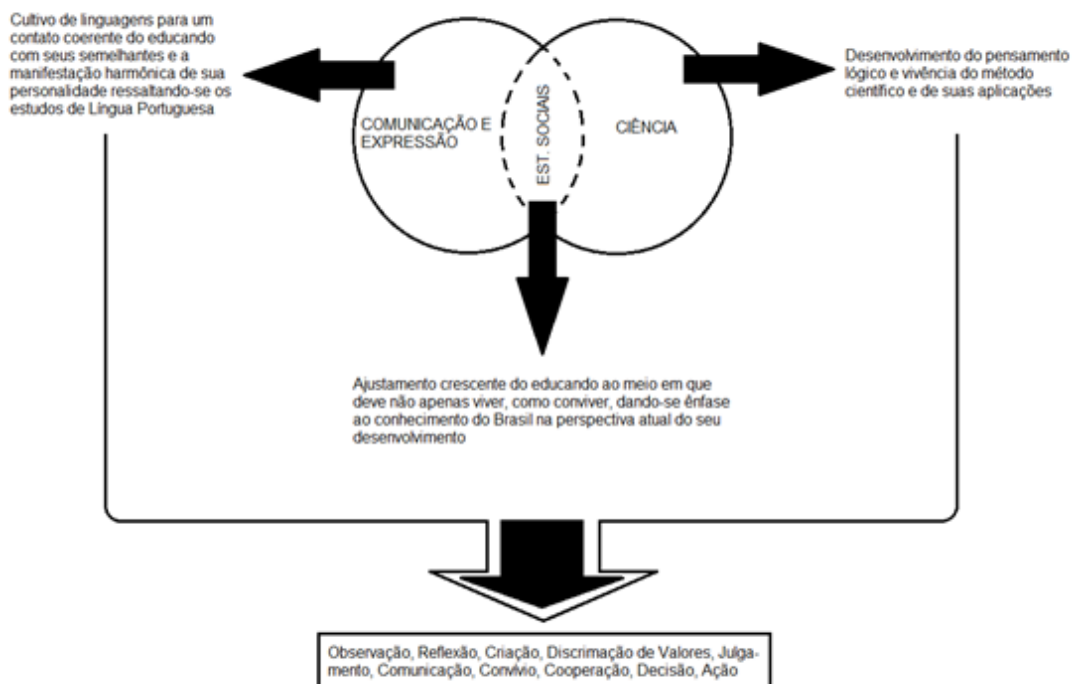 Cultivo de linguagens para um
contato coerente do educando
com seus semelhantes e a
manifestação harmônica de sua
personalidade ressaltando-se os
estudos de Língua Portuguesa
COMUNICAÇÃO E
EXPRESSÃO
EST. SOCIAIS
CIÊNCIA
Desenvolvimento do pensamento
lógico e vivência do método
científico e de suas aplicações
Ajustamento crescente do educando ao meio em que
deve não apenas viver, como conviver, dando-se ênfase
ao conhecimento do Brasil na perspectiva atual do seu
desenvolvimento
Observação, Reflexão, Criação, Discrimação de Valores, Julga-
mento, Comunicação, Convívio, Cooperação, Decisão, Ação